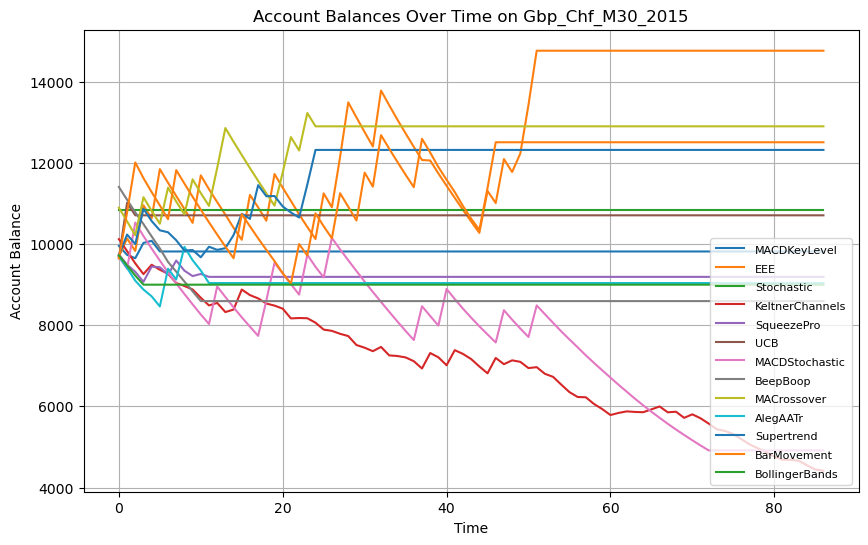 Account Balances Over Time on Gbp_Chf_M30_2015
Account Balance
14000
12000
10000
8000
6000
4000
0
20
40
60
80
Time
MACDKeyLevel
EEE
Stochastic
KeltnerChannels
SqueezePro
UCB
MACDStochastic
BeepBoop
MACrossover
AlegAATr
Supertrend
BarMovement
BollingerBands